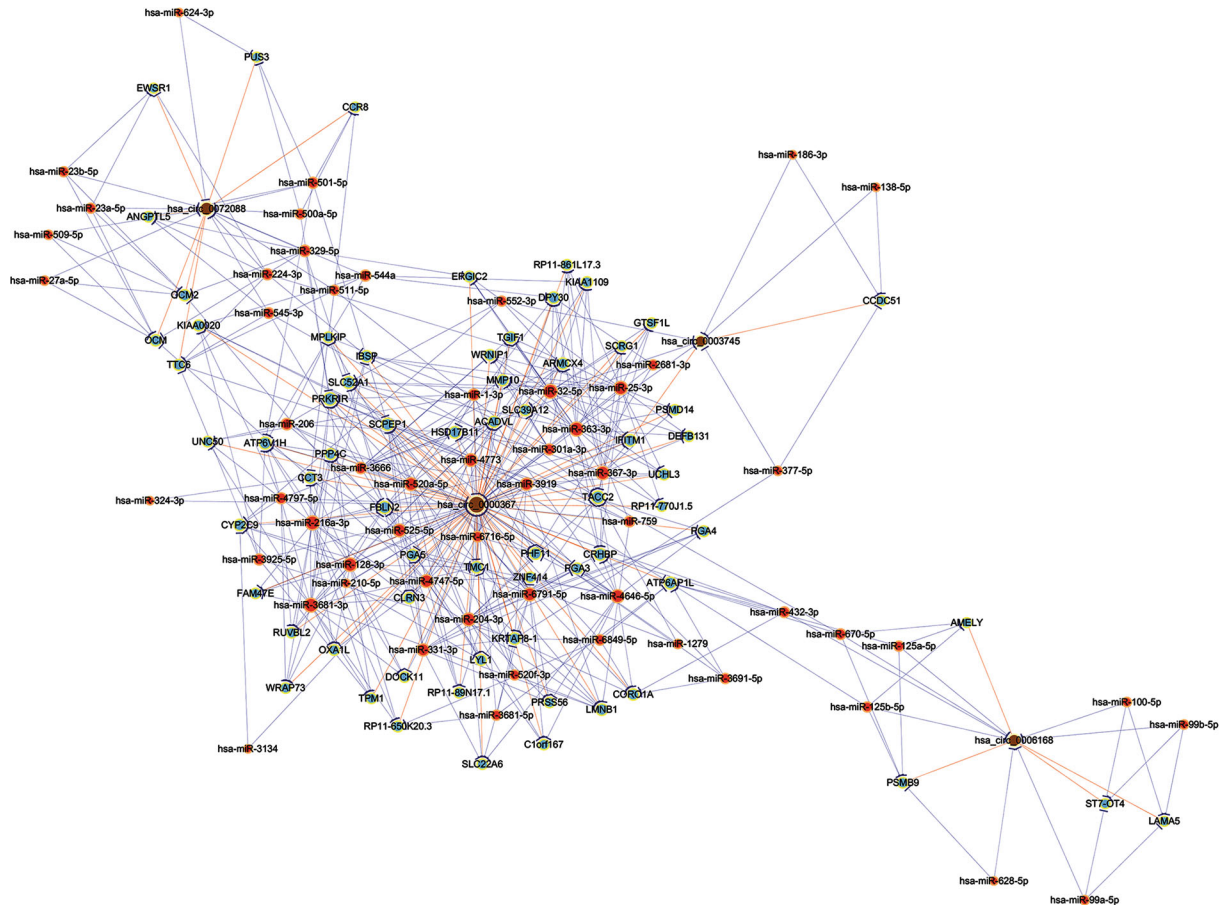 hsa-miR-624-3p
PUS3
EWSR1
CCR8
hsa-miR-186-3p
hsa-miR-23b-5p
hsa-miR-501-5p
hsa-miR-138-5p
hsa-miR-23a-5p
hsa_circ_0072088
ANGPTL5
hsa-miR-500a-5p
hsa-miR-509-5p
hsa-miR-329-5p
RP11-861L17.3
hsa-miR-27a-5p
hsa-miR-224-3p
hsa-miR-544a
ERGIC2
KIAA1109
hsa-miR-511-5p
GCM2
hsa-miR-552-3p
DPY30
CCDC51
hsa-miR-545-3p
KIAA0020
GTSF1L
OCM
MPLKIP
TGIF1
SCRG1
hsa_circ_0003745
IBSP
WRNIP1
TTC6
ARMCX4
hsa-miR-2681-3p
SLC52A1
MMP10
hsa-miR-1-3p
hsa-miR-32-5p
hsa-miR-25-3p
PRKRIR
SLC39A12
PSMD14
hsa-miR-206
SCPEP1
ACADVL
HSD17B11
hsa-miR-363-3p
DEFB131
UNC50
ATP6V1H
IFITM1
hsa-miR-301a-3p
PPP4C
hsa-miR-3666
hsa-miR-4773
hsa-miR-367-3p
UCHL3
hsa-miR-377-5p
CCT3
hsa-miR-520a-5p
hsa-miR-3919
hsa-miR-324-3p
hsa-miR-4797-5p
TACC2
hsa_circ_0000367
FBLN2
RP11-770J1.5
CYP2C9
hsa-miR-216a-3p
hsa-miR-759
hsa-miR-525-5p
PGA4
hsa-miR-6716-5p
hsa-miR-3925-5p
PGA5
PHF11
CRHBP
hsa-miR-128-3p
TMC1
PGA3
ZNF414
hsa-miR-210-5p
hsa-miR-4747-5p
ATP6AP1L
FAM47E
CLRN3
hsa-miR-6791-5p
hsa-miR-4646-5p
hsa-miR-3681-3p
hsa-miR-432-3p
hsa-miR-204-3p
AMELY
RUVBL2
hsa-miR-670-5p
KRTAP8-1
hsa-miR-6849-5p
hsa-miR-1279
hsa-miR-125a-5p
OXA1L
hsa-miR-331-3p
LYL1
DOCK11
hsa-miR-520f-3p
hsa-miR-3691-5p
WRAP73
TPM1
RP11-89N17.1
CORO1A
PRSS56
LMNB1
hsa-miR-100-5p
hsa-miR-125b-5p
hsa-miR-3681-5p
RP11-650K20.3
hsa-miR-99b-5p
hsa-miR-3134
C1orf167
hsa_circ_0006168
SLC22A6
PSMB9
ST7-OT4
LAMA5
hsa-miR-628-5p
hsa-miR-99a-5p